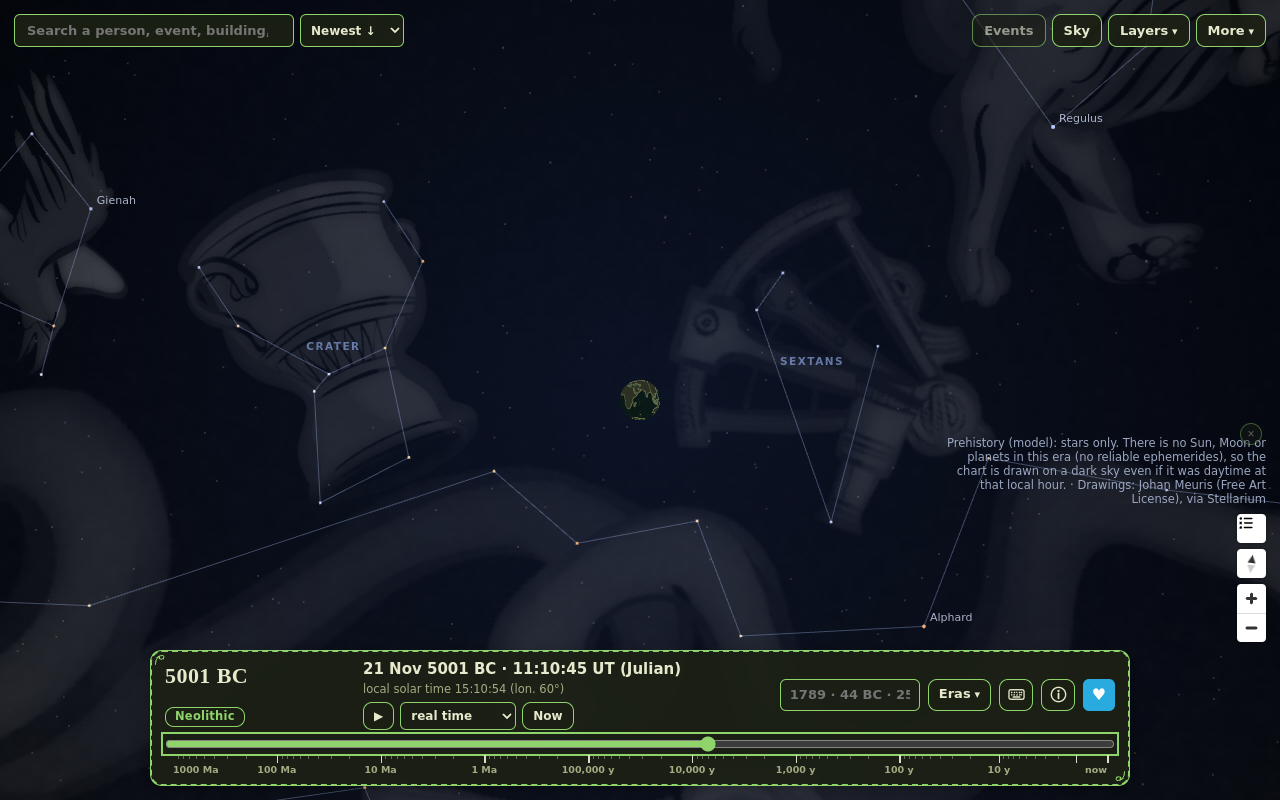 Search a person, event, building,
Newest ↓
Events
Sky
Layers ▾
More ▾
Regulus
Gienah
CRATER
SEXTANS
×
Prehistory (model): stars only. There is no Sun, Moon or
planets in this era (no reliable ephemerides), so the
chart is drawn on a dark sky even if it was daytime at
that local hour. · Drawings: Johan Meuris (Free Art
License), via Stellarium
Alphard
5001 BC
Neolithic
21 Nov 5001 BC · 11:10:45 UT (Julian)
local solar time 15:10:54 (lon. 60°)
▶
real time
Now
1789 · 44 BC · 25
Eras ▾
1000 Ma
100 Ma
10 Ma
1 Ma
100,000 y
10,000 y
1,000 y
100 y
10 y
now